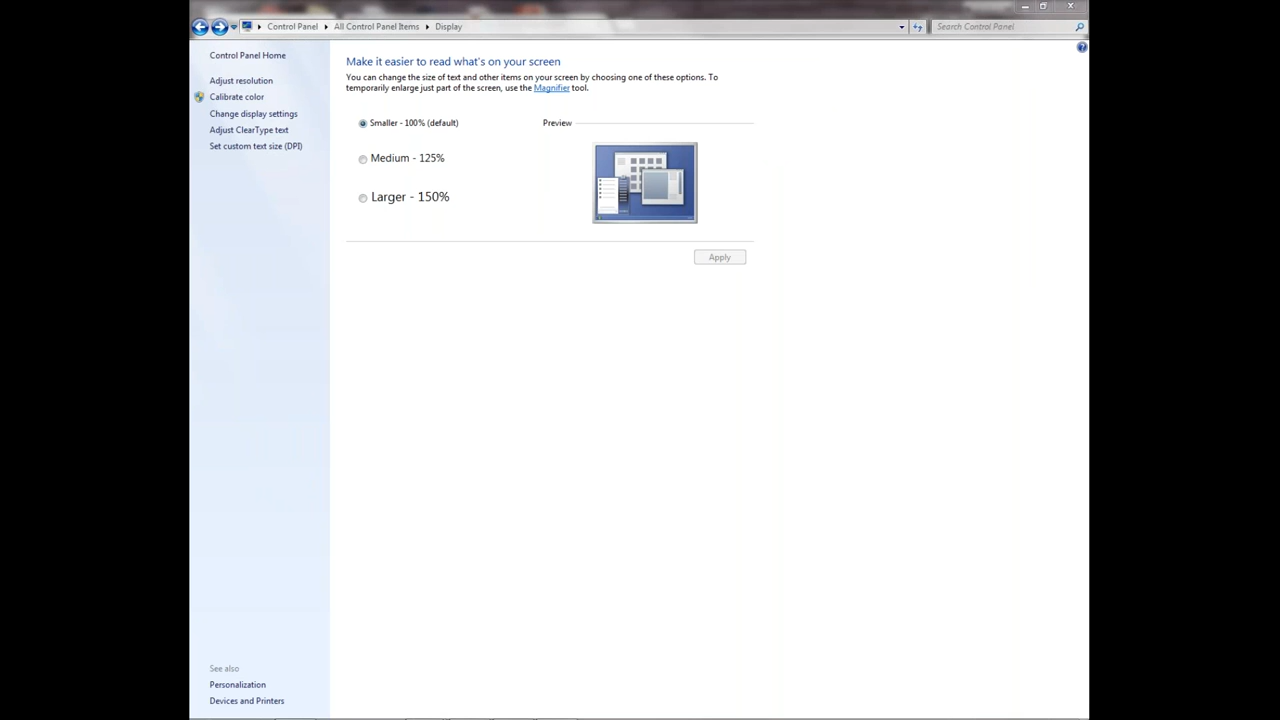 Control Panel All Control Panel Items Display
Search Control Panel
Control Panel Home
Adjust resolution
Calibrate color
Change display settings
Adjust ClearType text
Set custom text size (DPI)
Make it easier to read what's on your screen
You can change the size of text and other items on your screen by choosing one of these options. To
temporarily enlarge just part of the screen, use the Magnifier tool.
Smaller - 100% (default)
Medium - 125%
Larger - 150%
Preview
Apply
See also
Personalization
Devices and Printers